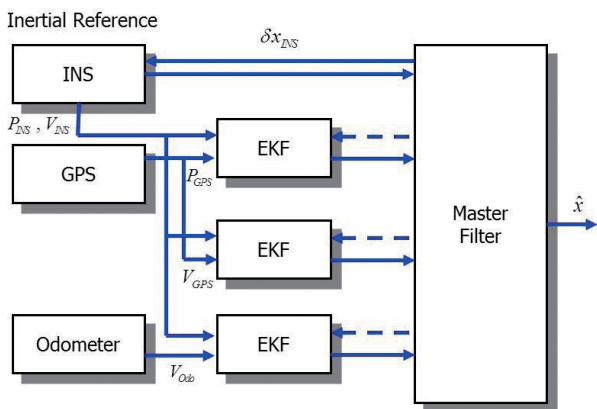 Inertial Reference
δx_INS
INS
P_INS , V_INS
EKF
GPS
P_GPS
Master
Filter
x̂
EKF
V_GPS
Odometer
EKF
V_Odo